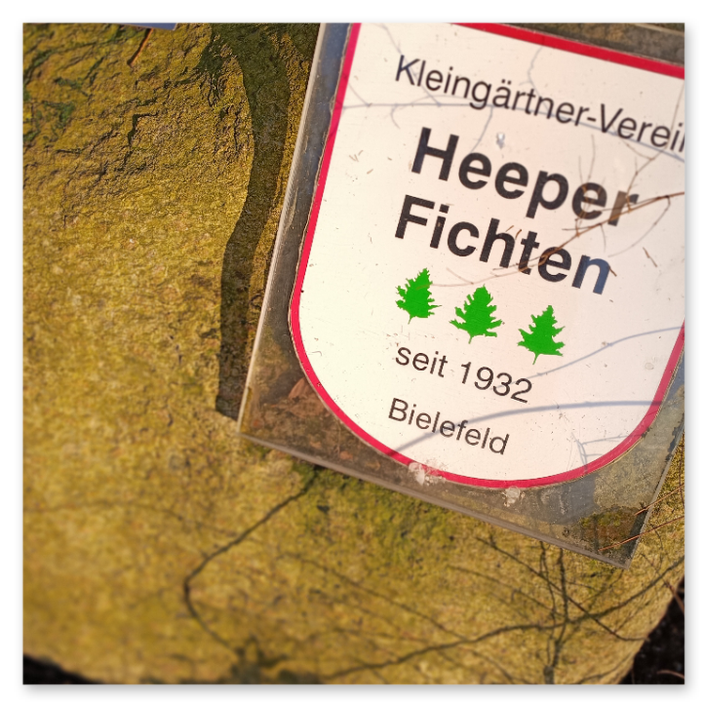 Kleingärtner-Verein
Heeper
Fichten
seit 1932
Bielefeld